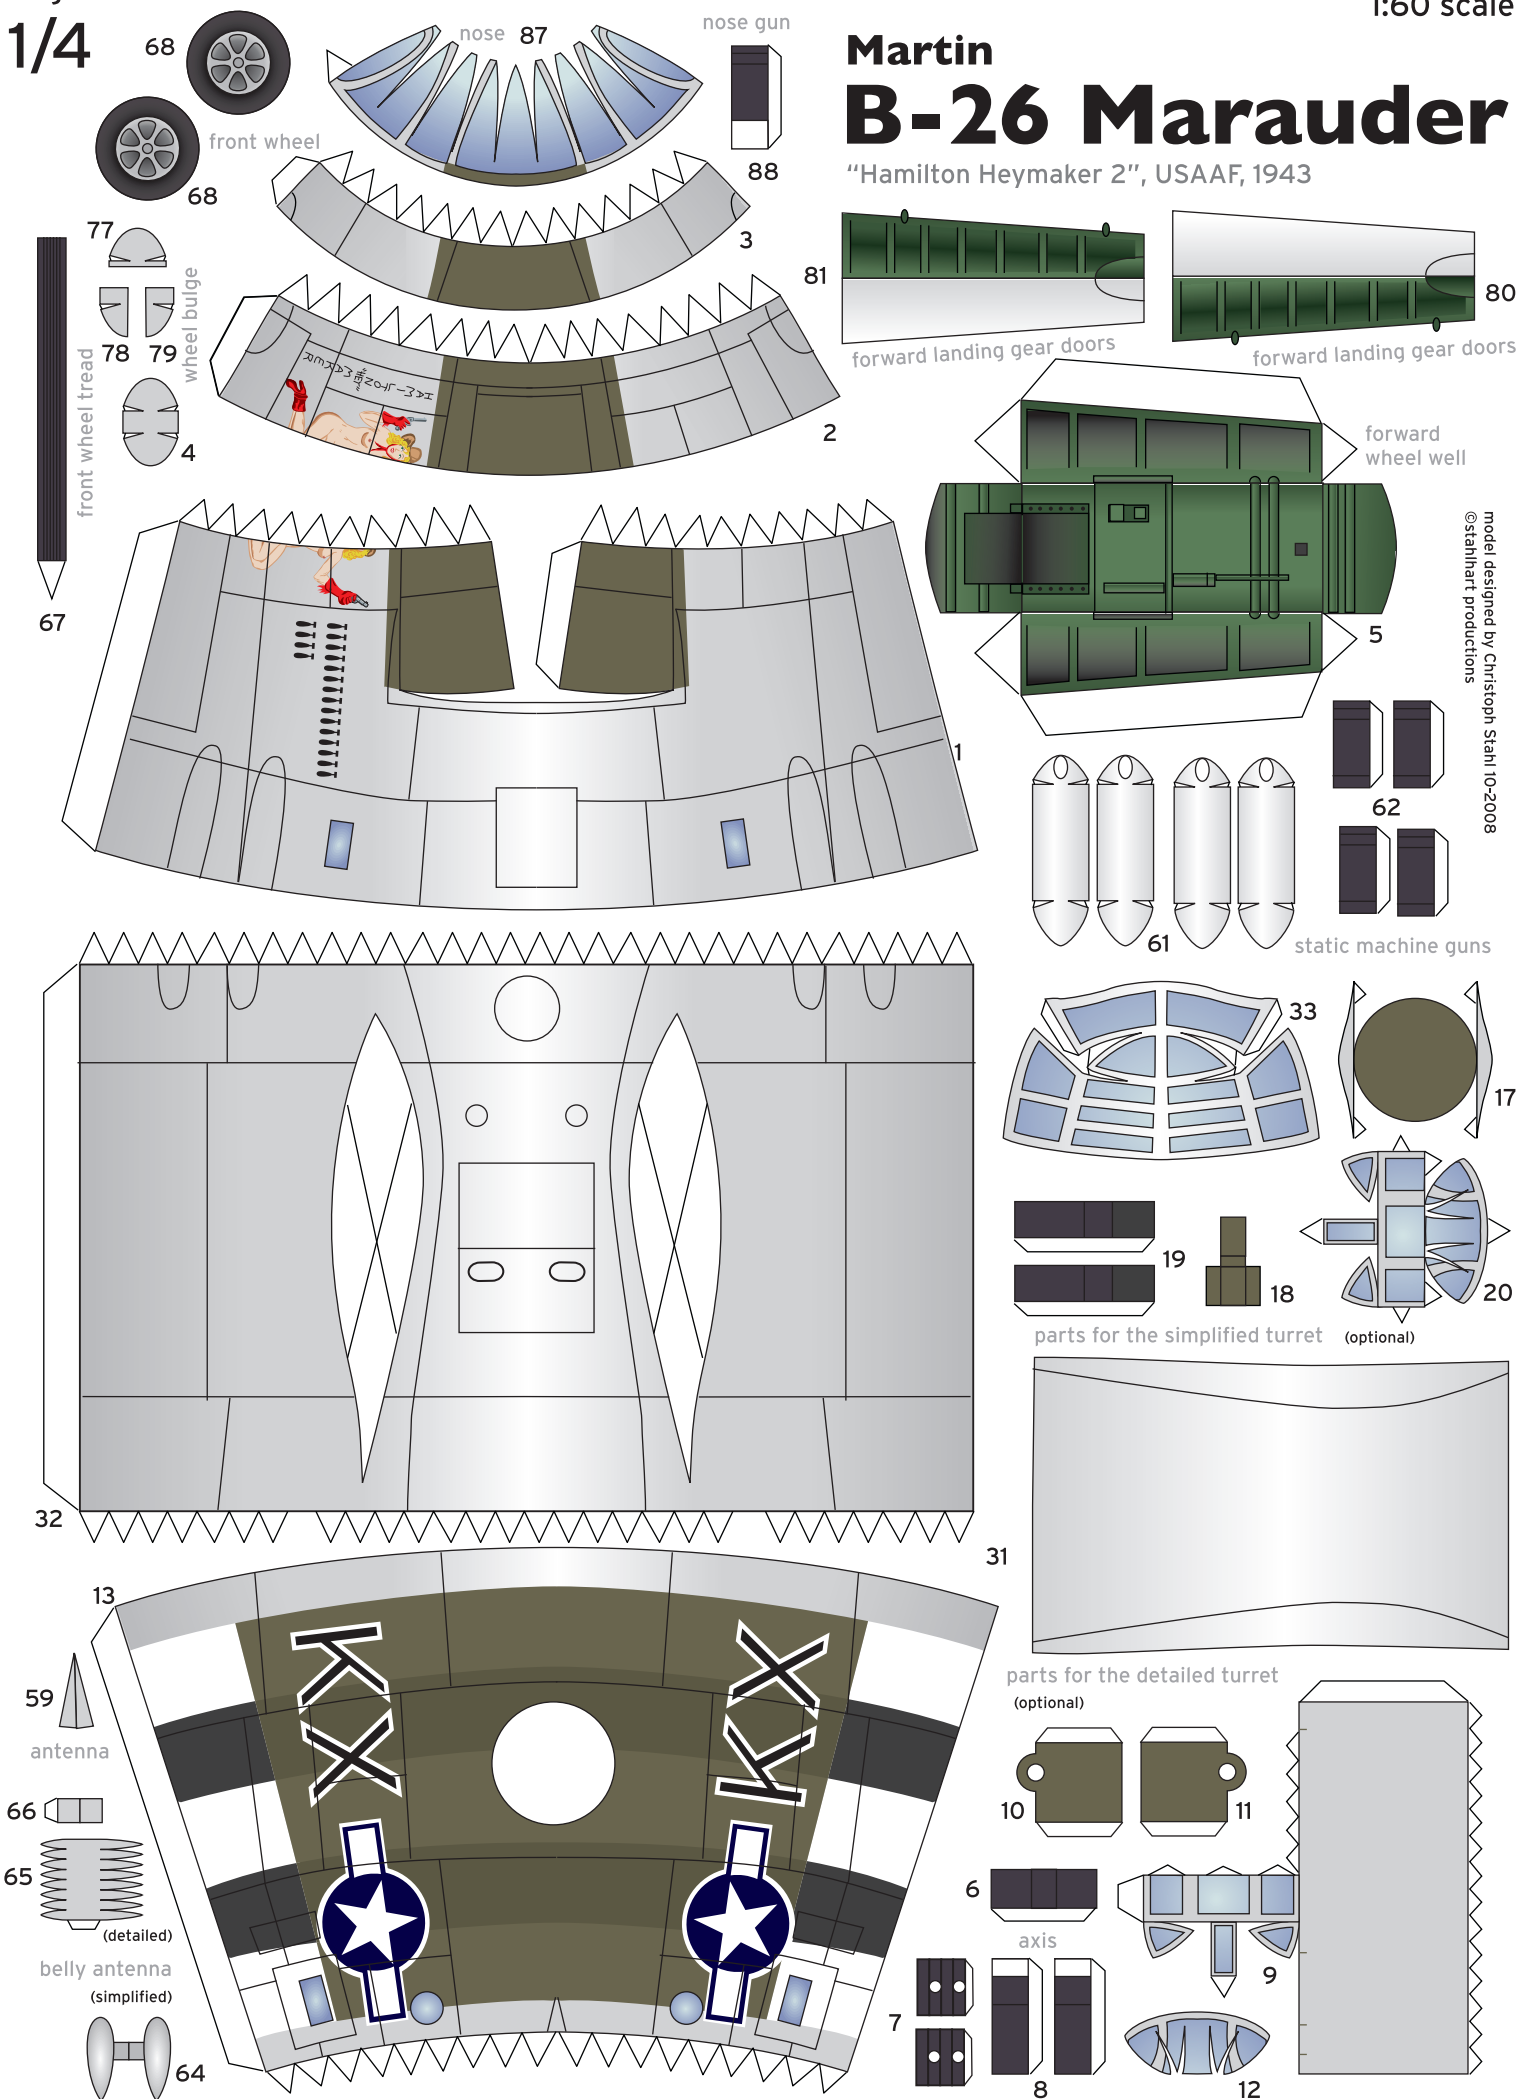 1/4
1:60 scale
Martin
B-26 Marauder
“Hamilton Heymaker 2”, USAAF, 1943
68
68
front wheel
nose 87
nose gun
88
3
77
78 79
wheel bulge
4
front wheel tread
67
HAMILTON
"HEY
MAKER
2
81
forward landing gear doors
80
forward landing gear doors
forward
wheel well
5
model designed by Christoph Stahl 10-2008
©stahlhart productions
1
62
61
static machine guns
33
17
19
18
20
parts for the simplified turret (optional)
32
31
13
KX
XK
59
antenna
66
65
(detailed)
belly antenna
(simplified)
64
parts for the detailed turret
(optional)
10
11
6
axis
9
7
8
12